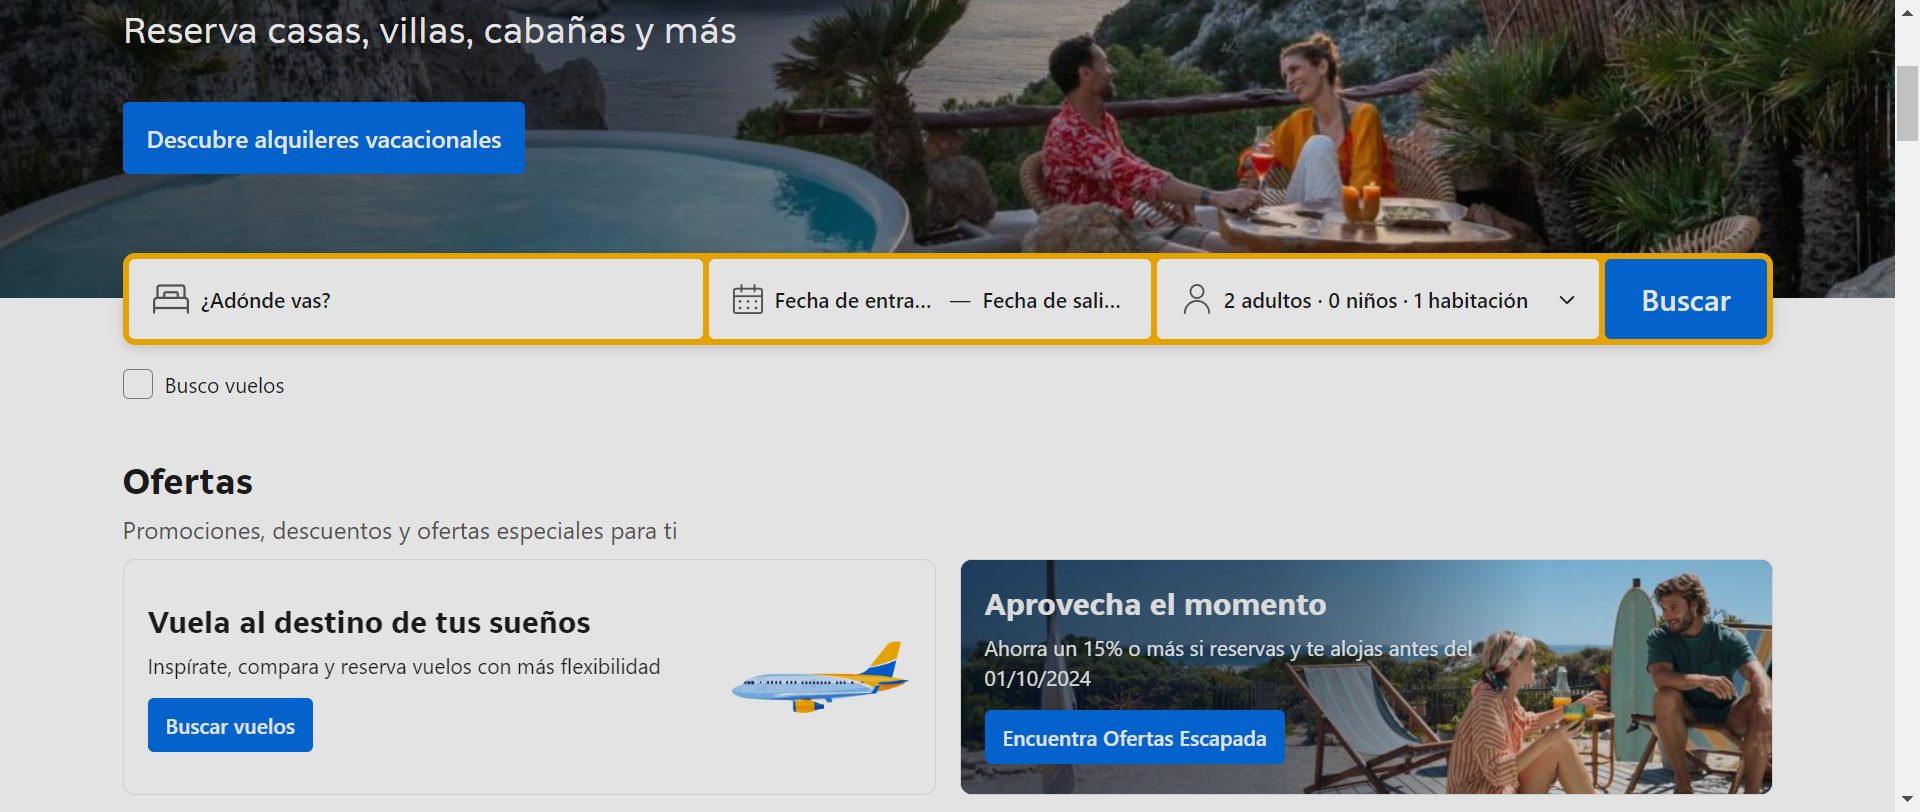 Reserva casas, villas, cabañas y más
Descubre alquileres vacacionales
¿Adónde vas?
Fecha de entra... — Fecha de sali...
2 adultos · 0 niños · 1 habitación
Buscar
Busco vuelos
Ofertas
Promociones, descuentos y ofertas especiales para ti
Vuela al destino de tus sueños
Inspírate, compara y reserva vuelos con más flexibilidad
Buscar vuelos
Aprovecha el momento
Ahorra un 15% o más si reservas y te alojas antes del
01/10/2024
Encuentra Ofertas Escapada